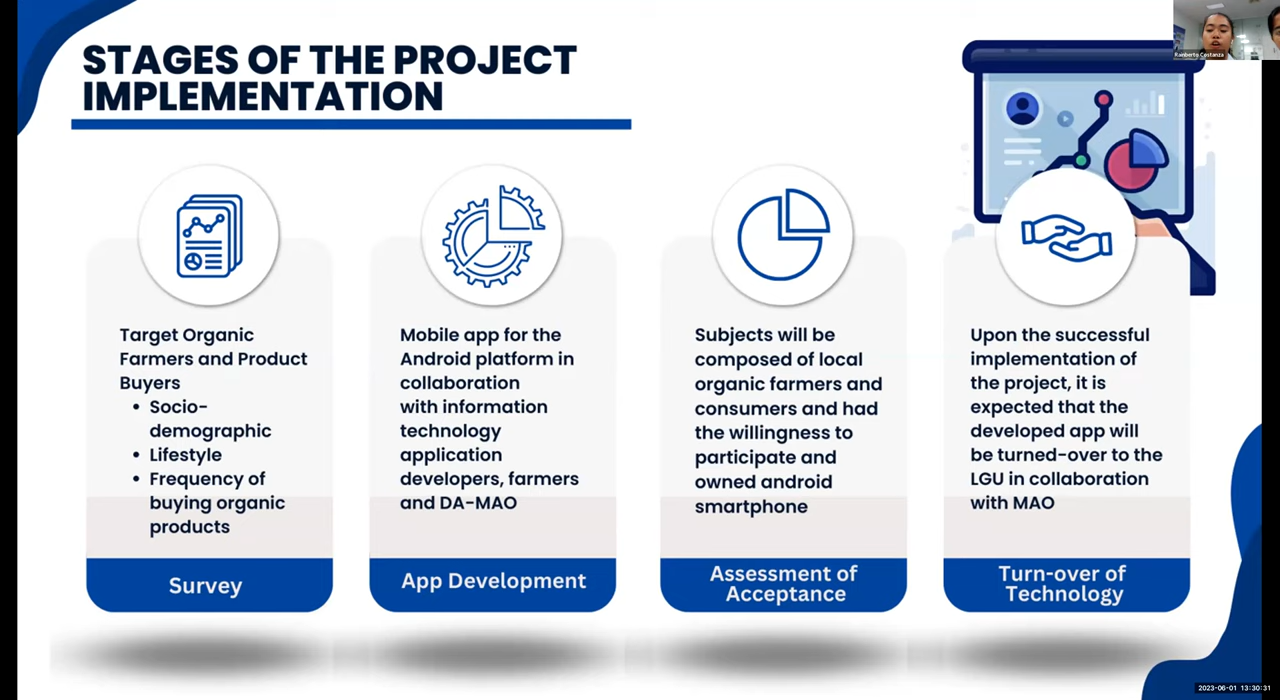 STAGES OF THE PROJECT
IMPLEMENTATION
Rainberto Costanza
Target Organic
Farmers and Product
Buyers
• Socio-
demographic
• Lifestyle
• Frequency of
buying organic
products
Survey
Mobile app for the
Android platform in
collaboration
with information
technology
application
developers, farmers
and DA-MAO
App Development
Subjects will be
composed of local
organic farmers and
consumers and had
the willingness to
participate and
owned android
smartphone
Assessment of
Acceptance
Upon the successful
implementation of
the project, it is
expected that the
developed app will
be turned-over to the
LGU in collaboration
with MAO
Turn-over of
Technology
2023-06-01 13:30:31